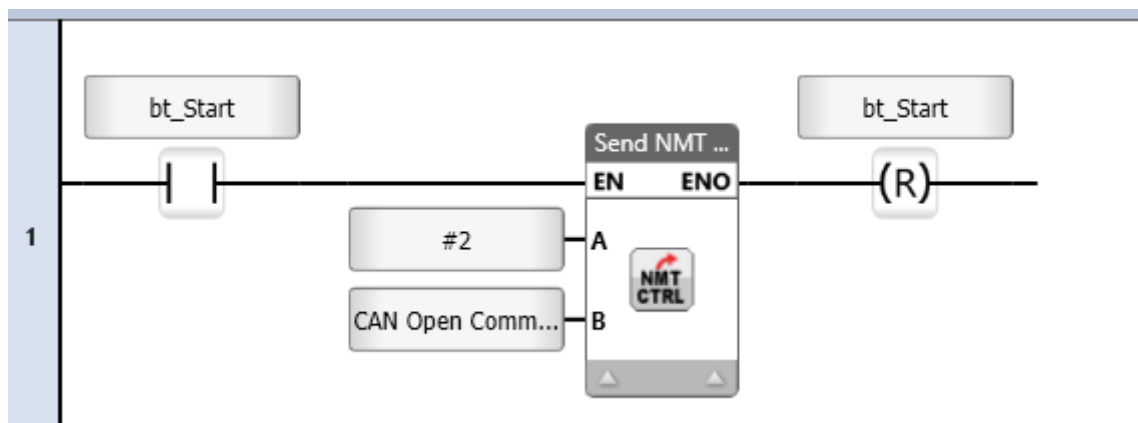 bt_Start
bt_Start
Send NMT ...
EN ENO
(R)
1
#2
A
NMT
CTRL
CAN Open Comm...
B